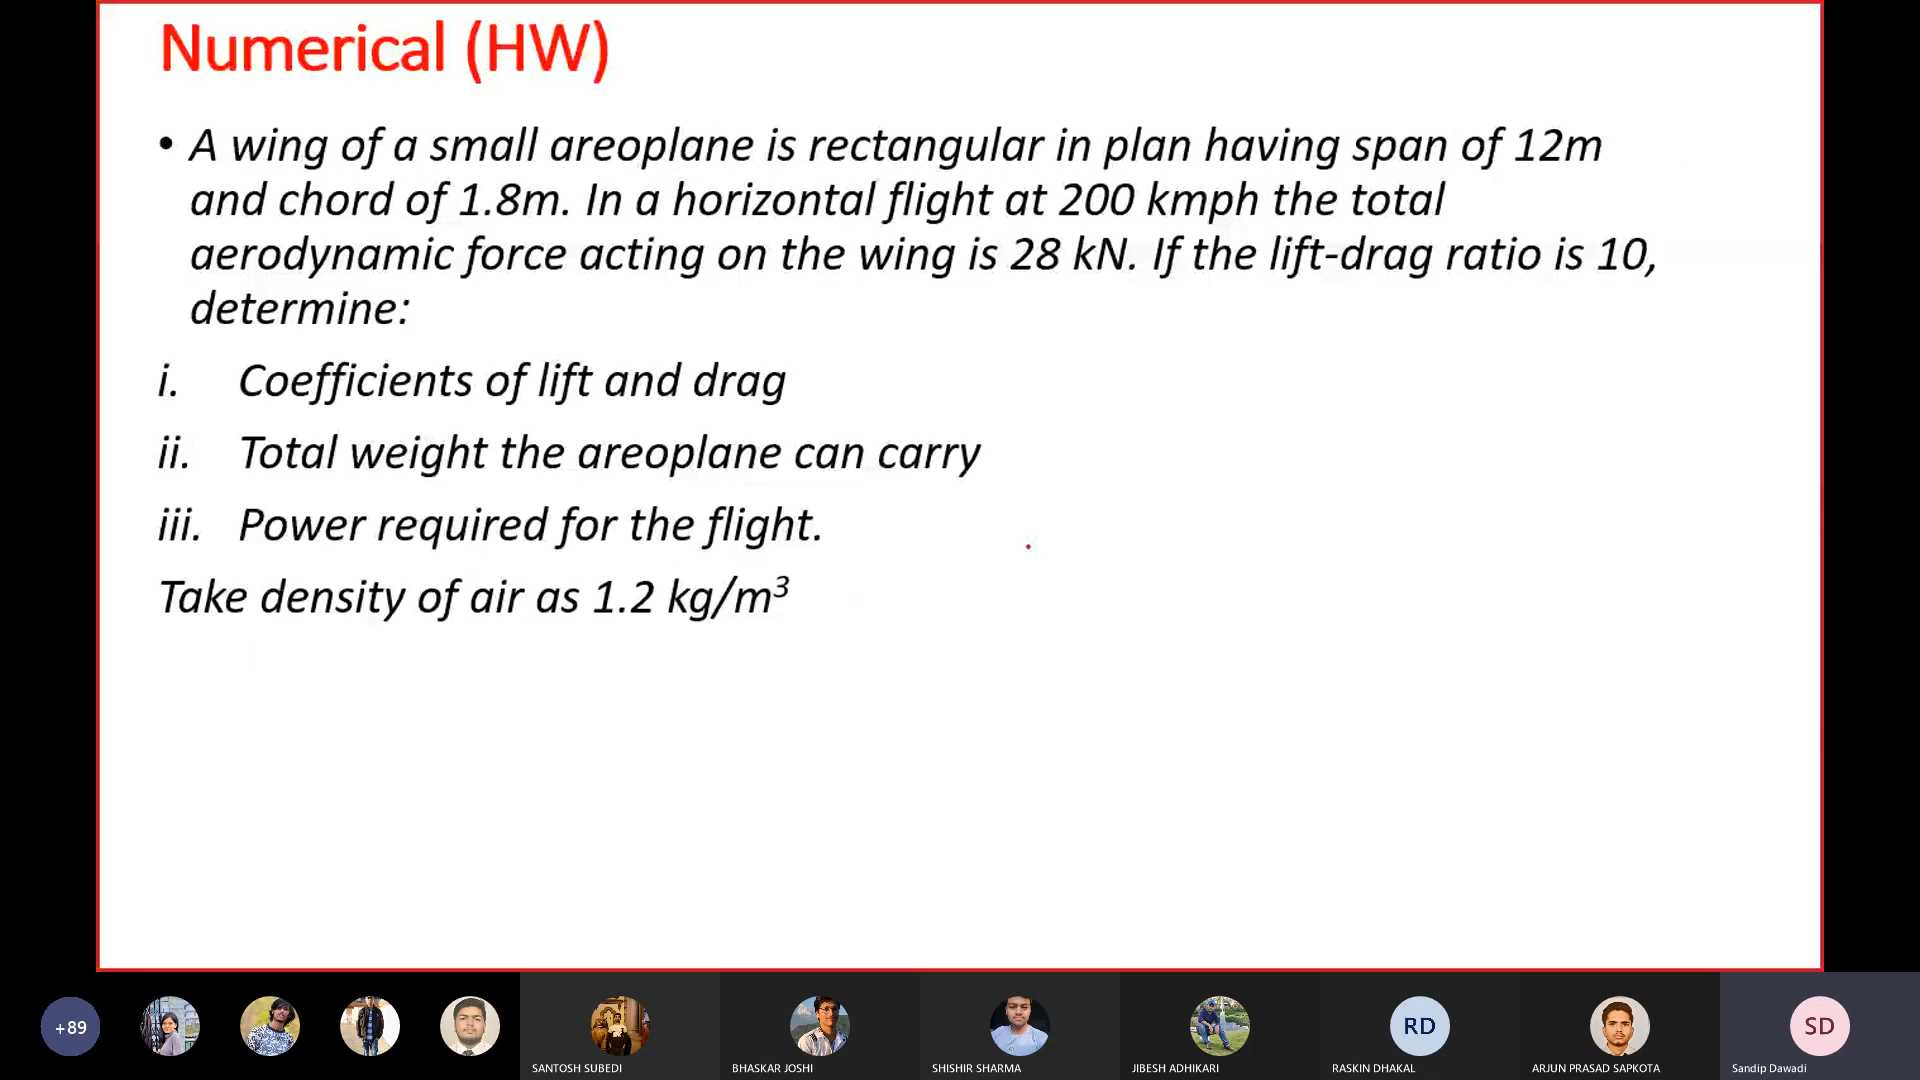 Numerical (HW)
• A wing of a small areoplane is rectangular in plan having span of 12m
and chord of 1.8m. In a horizontal flight at 200 kmph the total
aerodynamic force acting on the wing is 28 kN. If the lift-drag ratio is 10,
determine:
i. Coefficients of lift and drag
ii. Total weight the areoplane can carry
iii. Power required for the flight.
Take density of air as 1.2 kg/m³
+89
SANTOSH SUBEDI
BHASKAR JOSHI
SHISHIR SHARMA
JIBESH ADHIKARI
RD
RASKIN DHAKAL
ARJUN PRASAD SAPKOTA
SD
Sandip Dawadi